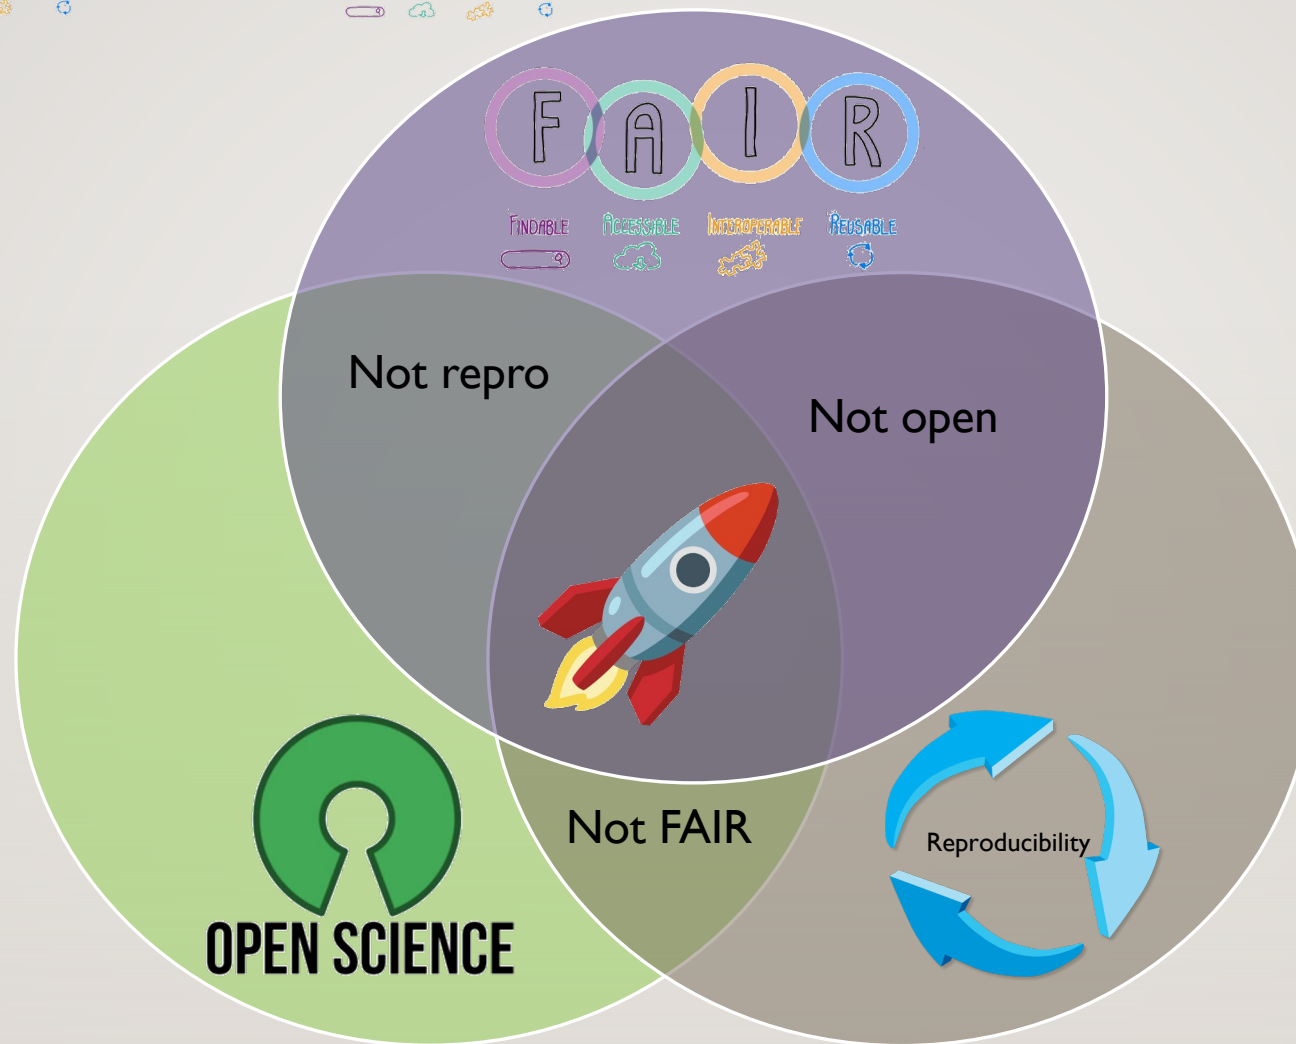 F A I R
FINDABLE ACCESSIBLE INTEROPERABLE REUSABLE
Not repro
Not open
Not FAIR
Reproducibility
OPEN SCIENCE